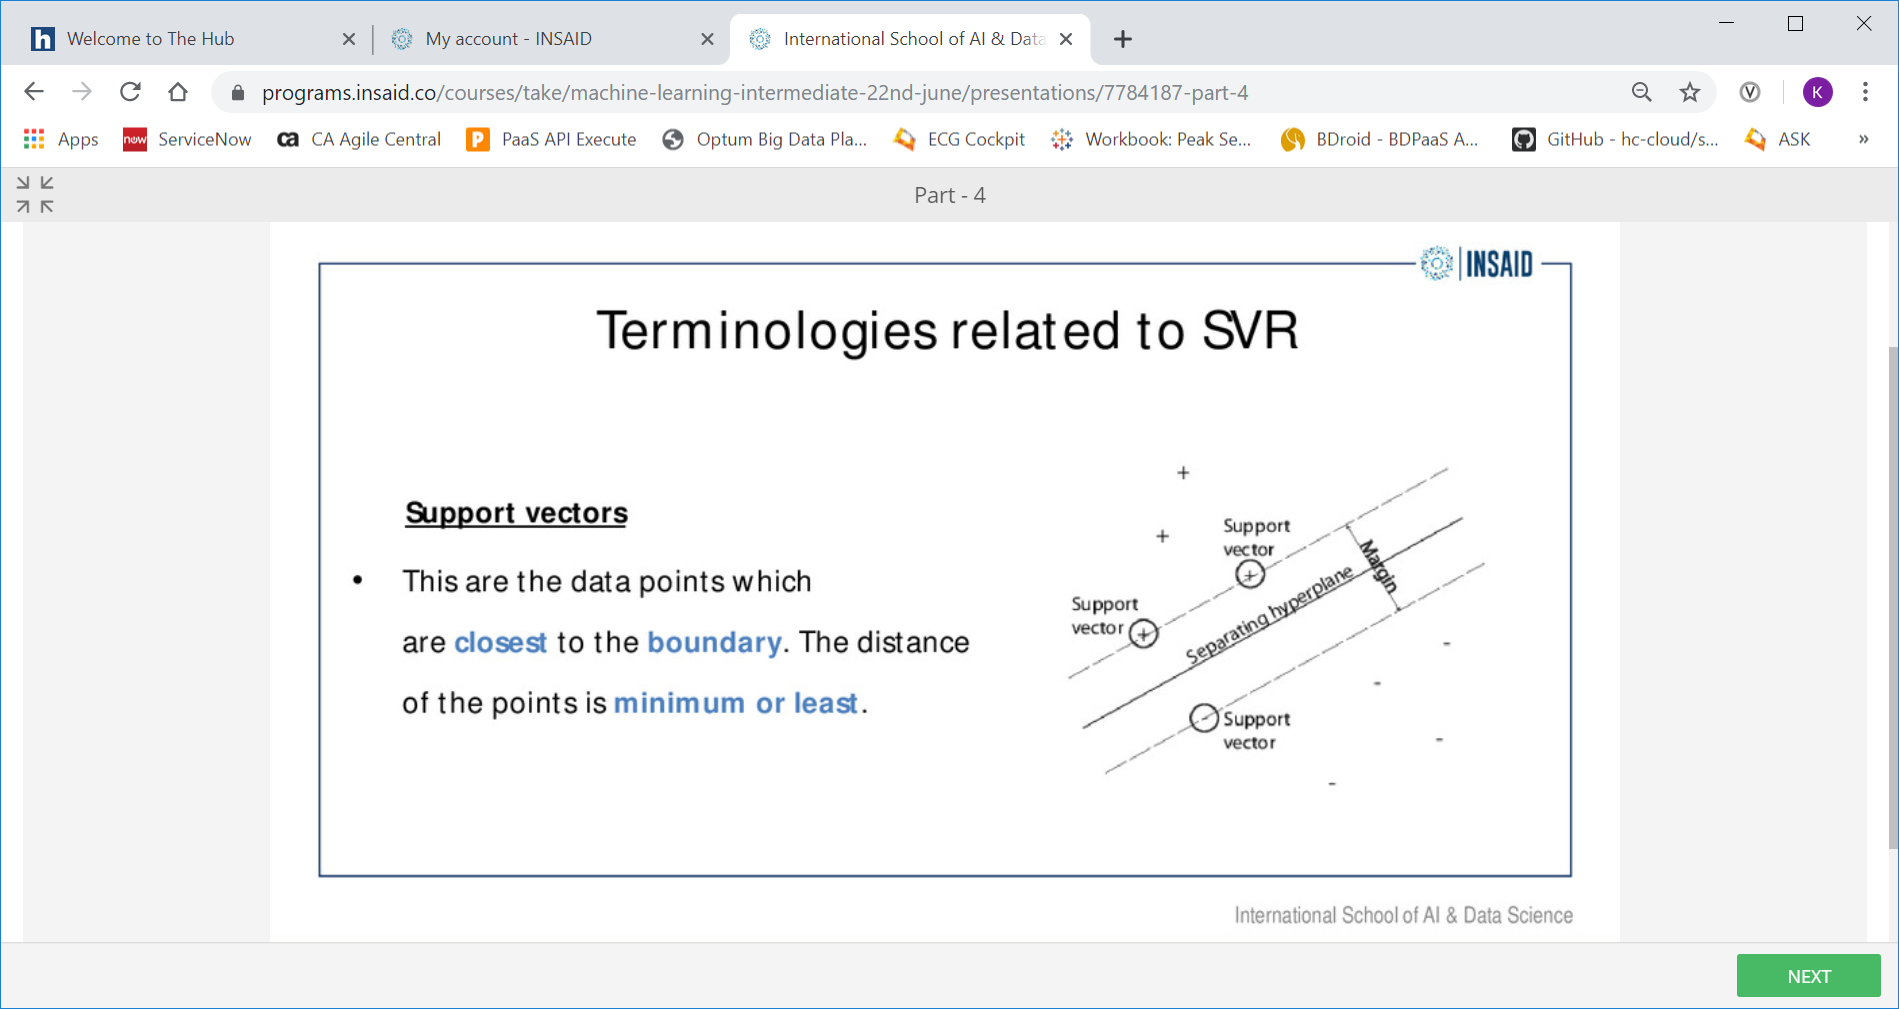 Welcome to The Hub
My account - INSAID
International School of AI & Data
programs.insaid.co/courses/take/machine-learning-intermediate-22nd-june/presentations/7784187-part-4
K
Apps
now ServiceNow
ca CA Agile Central
P PaaS API Execute
Optum Big Data Pla...
ECG Cockpit
Workbook: Peak Se...
BDroid - BDPaaS A...
GitHub - hc-cloud/s...
ASK
»
Part - 4
INSAID
Terminologies related to SVR
Support vectors
• This are the data points which
are closest to the boundary. The distance
of the points is minimum or least.
Support
vector
Support
vector
Margin
Separating hyperplane
Support
vector
International School of AI & Data Science
NEXT